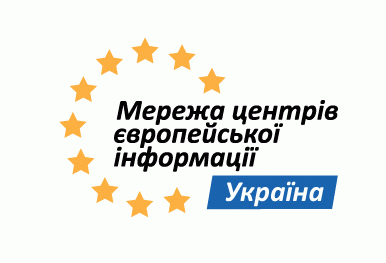 Мережа центрів
європейської
інформації
Україна